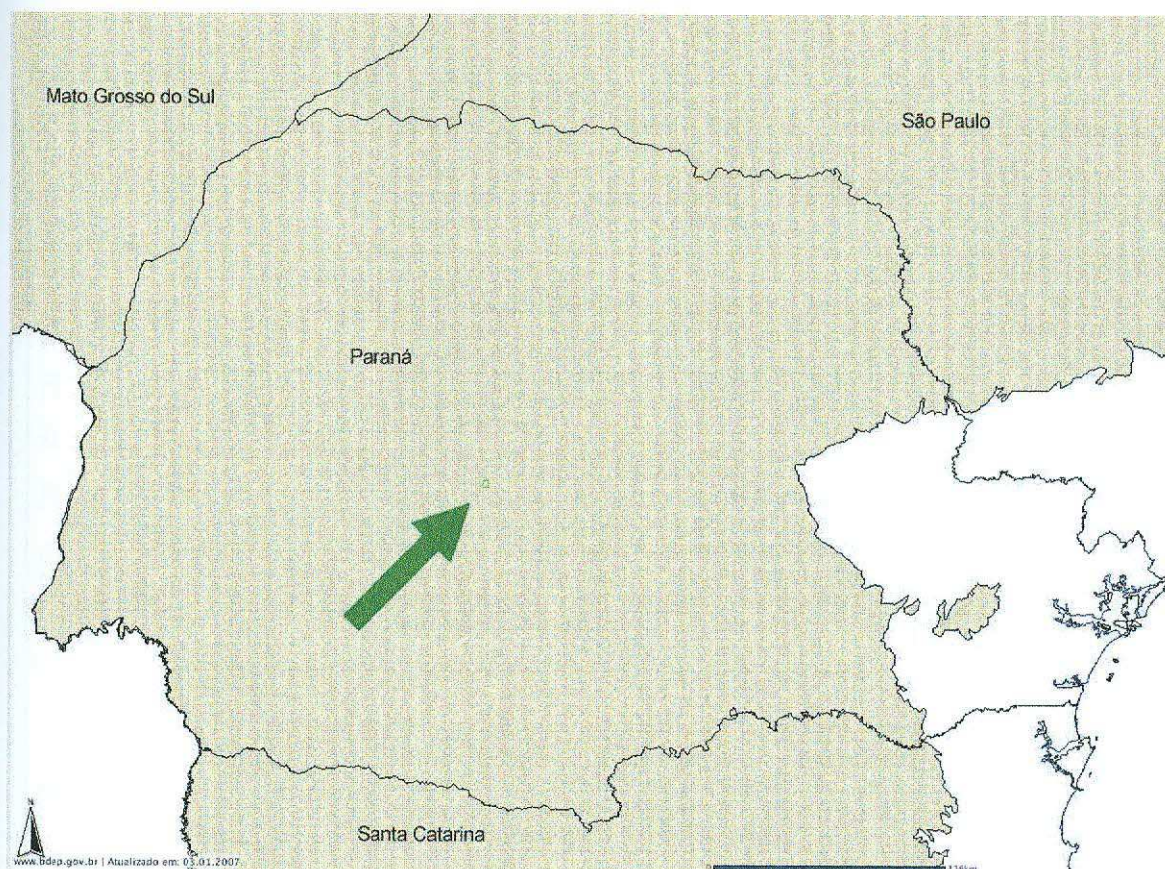 Mato Grosso do Sul
São Paulo
Paraná
N
Santa Catarina
www.bdep.gov.br | Atualizado em: 03.01.2007